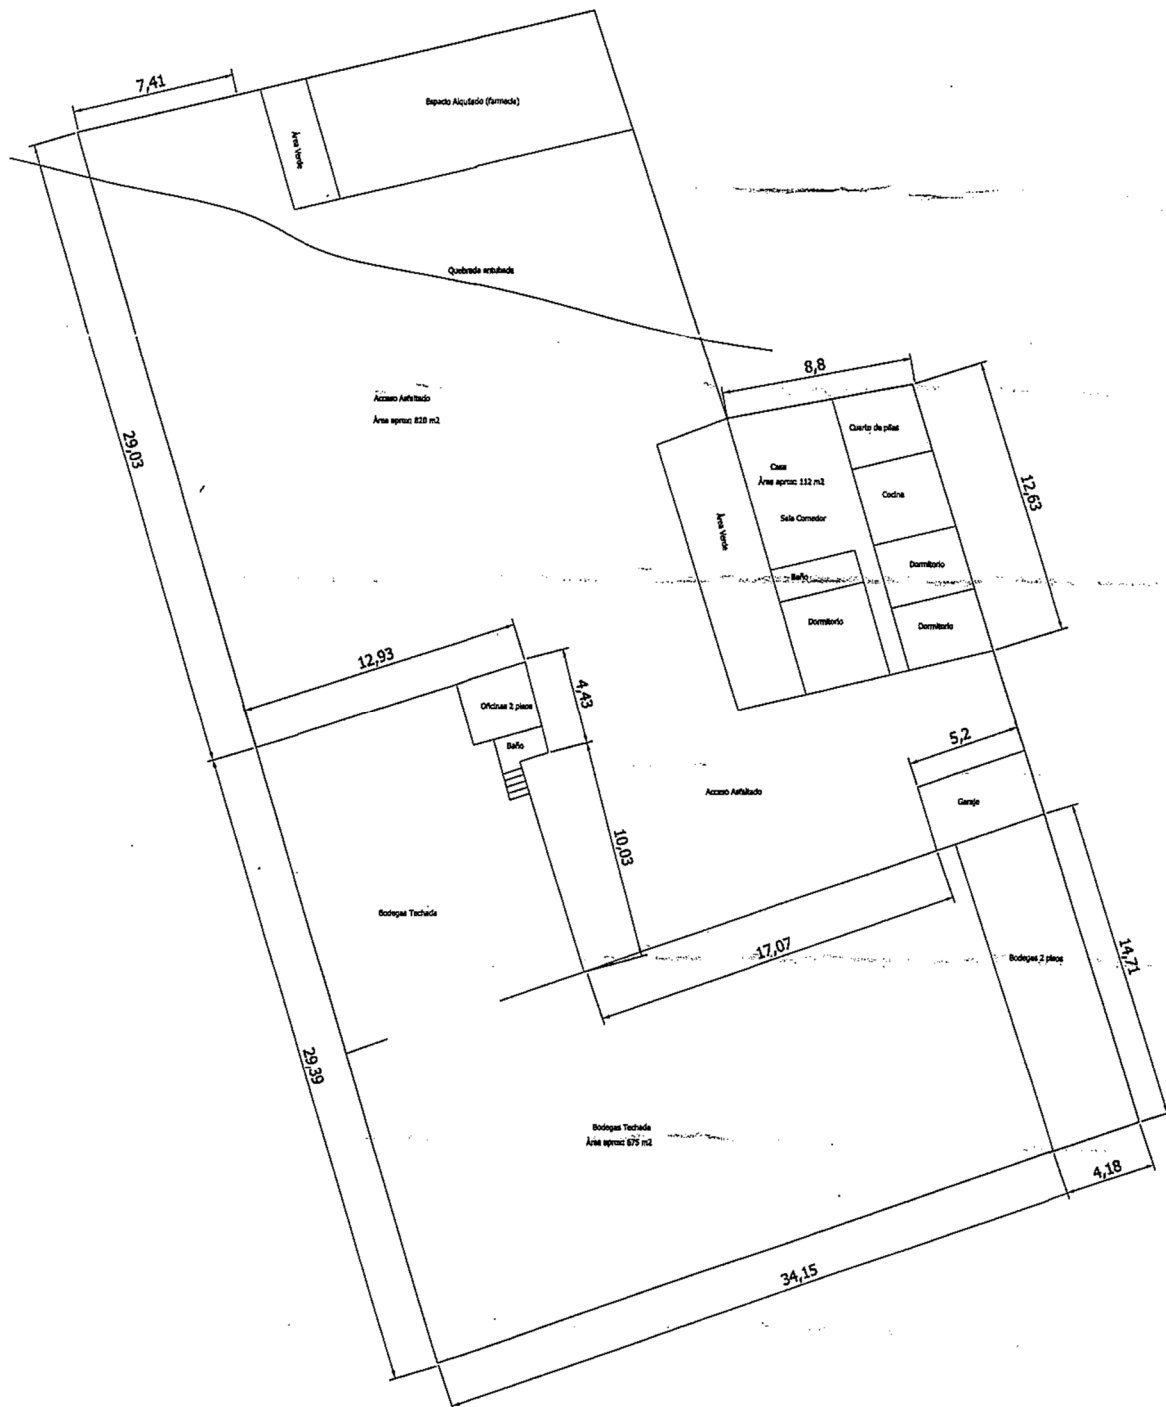 7,41
Espacio Alquilado (farmacia)
Área Verde
Quebrada entubada
8,8
Acceso Asfaltado
Área aprox: 820 m2
29,03
Cuarto de pilas
Casa
Área aprox: 112 m2
Cocina
12,63
Sala Comedor
Área Verde
Baño
Dormitorio
Dormitorio
Dormitorio
12,93
4,43
Oficinas 2 pisos
Baño
5,2
Acceso Asfaltado
Garaje
10,03
Bodegas Techada
17,07
Bodegas 2 pisos
14,71
29,39
Bodegas Techada
Área aprox: 675 m2
4,18
34,15